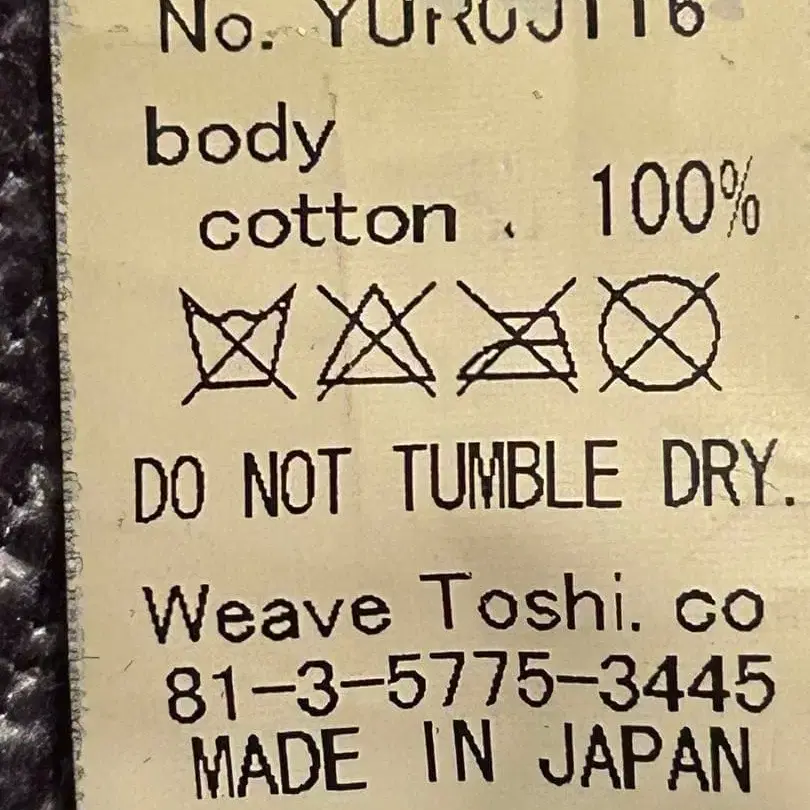 No.
body
cotton . 100%
DO NOT TUMBLE DRY.
Weave Toshi. co
81-3-5775-3445
MADE IN JAPAN